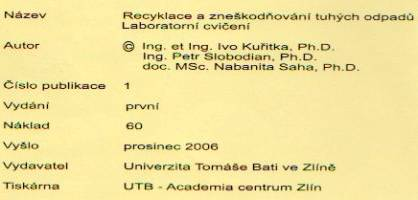 Název Recyklace a zneškodňování tuhých odpadů
Laboratorní cvičení
Autor © Ing. et Ing. Ivo Kuřitka, Ph.D.
Ing. Petr Slobodian, Ph.D.
doc. MSc. Nabanita Saha, Ph.D.
Číslo publikace 1
Vydání první
Náklad 60
Vyšlo prosinec 2006
Vydavatel Univerzita Tomáše Bati ve Zlíně
Tiskárna UTB - Academia centrum Zlín